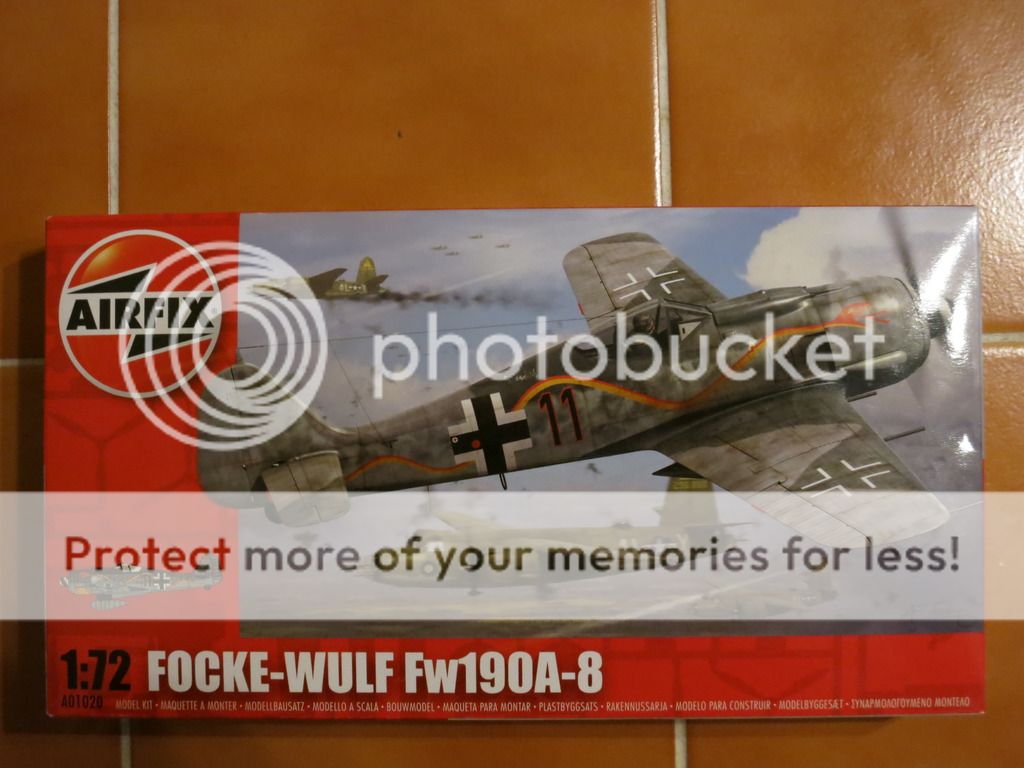 AIRFIX
photobucket
11
Protect more of your memories for less!
1:72 FOCKE-WULF Fw190A-8
A01020 MODEL KIT • MAQUETTE A MONTER • MODELLBAUSATZ • MODELLO A SCALA • BOUWMODEL • MAQUETA PARA MONTAR • PLASTBYGGSATS • RAKENNUSSARJA • MODELO PARA CONSTRUIR • MODELBYGGESÆT • ΣΥΝΑΡΜΟΛΟΓΟΥΜΕΝΟ ΜΟΝΤΕΛΟ